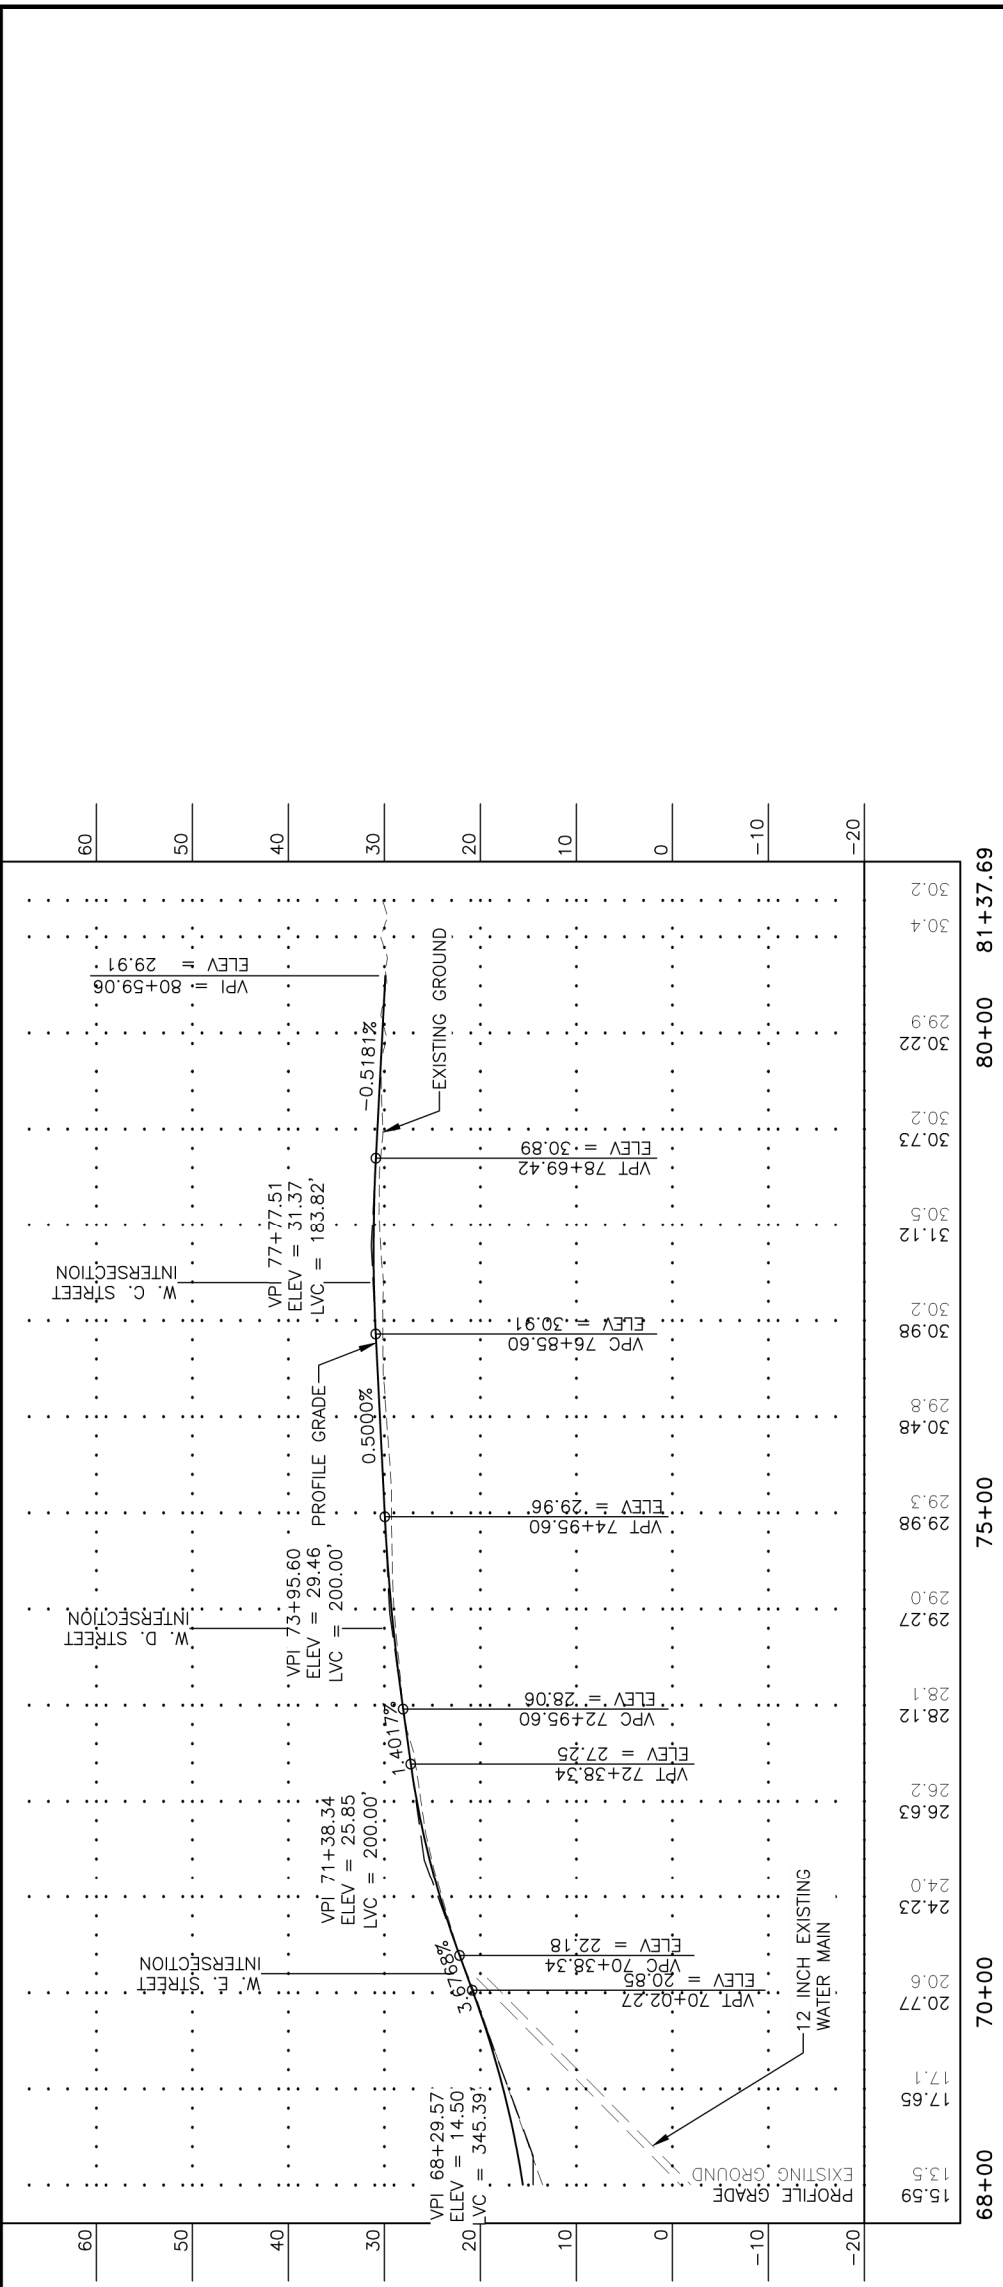 60
50
40
30
20
10
0
-10
-20
60
50
40
30
20
10
0
-10
-20
VPI 68+29.57
ELEV = 14.50
LVC = 345.39'
3.6768%
W. E. STREET
INTERSECTION
VPT 70+02.27
ELEV = 20.85
VPC 70+38.34
ELEV = 22.18
VPI 71+38.34
ELEV = 25.85
LVC = 200.00'
1.4017%
VPT 72+38.34
ELEV = 27.25
VPC 72+95.60
ELEV = 28.06
W. D. STREET
INTERSECTION
VPI 73+95.60
ELEV = 29.46
LVC = 200.00'
VPT 74+95.60
ELEV = 29.96
PROFILE GRADE
0.5000%
VPC 76+85.60
ELEV = 30.91
W. C. STREET
INTERSECTION
VPI 77+77.51
ELEV = 31.37
LVC = 183.82'
VPT 78+69.42
ELEV = 30.89
-0.5181%
EXISTING GROUND
VPI = 80+59.06
ELEV = 29.91
12 INCH EXISTING
WATER MAIN
PROFILE GRADE
EXISTING GROUND
15.59
13.5
17.65
17.1
20.77
20.6
24.23
24.0
26.63
26.2
28.12
28.1
29.27
29.0
29.98
29.3
30.48
29.8
30.98
30.2
31.12
30.5
30.73
30.2
30.22
29.9
30.4
30.2
68+00
70+00
75+00
80+00
81+37.69